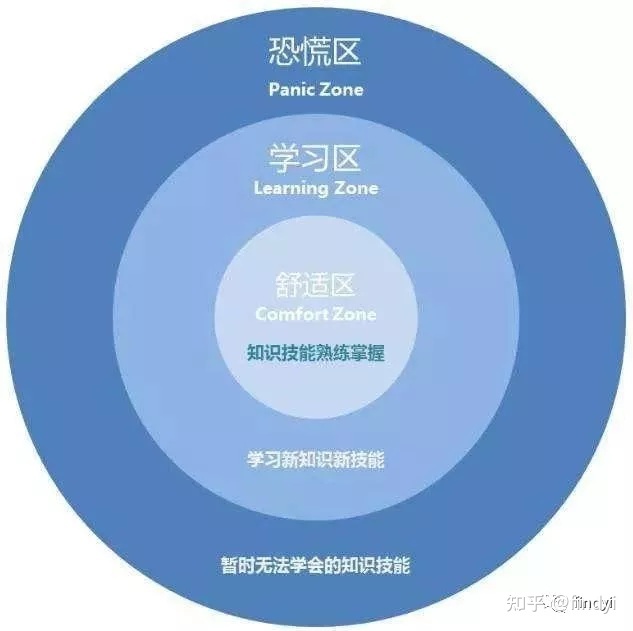 恐慌区
Panic Zone
学习区
Learning Zone
舒适区
Comfort Zone
知识技能熟练掌握
学习新知识新技能
暂时无法学会的知识技能
知乎